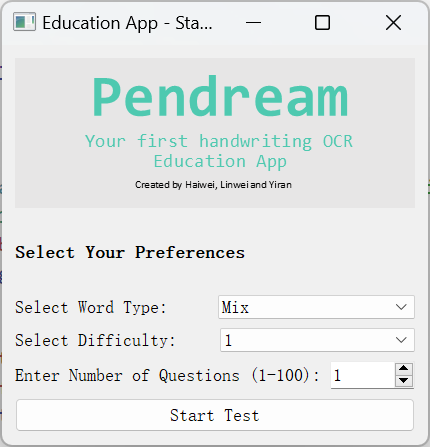 Education App - Sta...
Pendream
Your first handwriting OCR
Education App
Created by Haiwei, Linwei and Yiran
Select Your Preferences
Select Word Type: Mix
Select Difficulty: 1
Enter Number of Questions (1-100): 1
Start Test